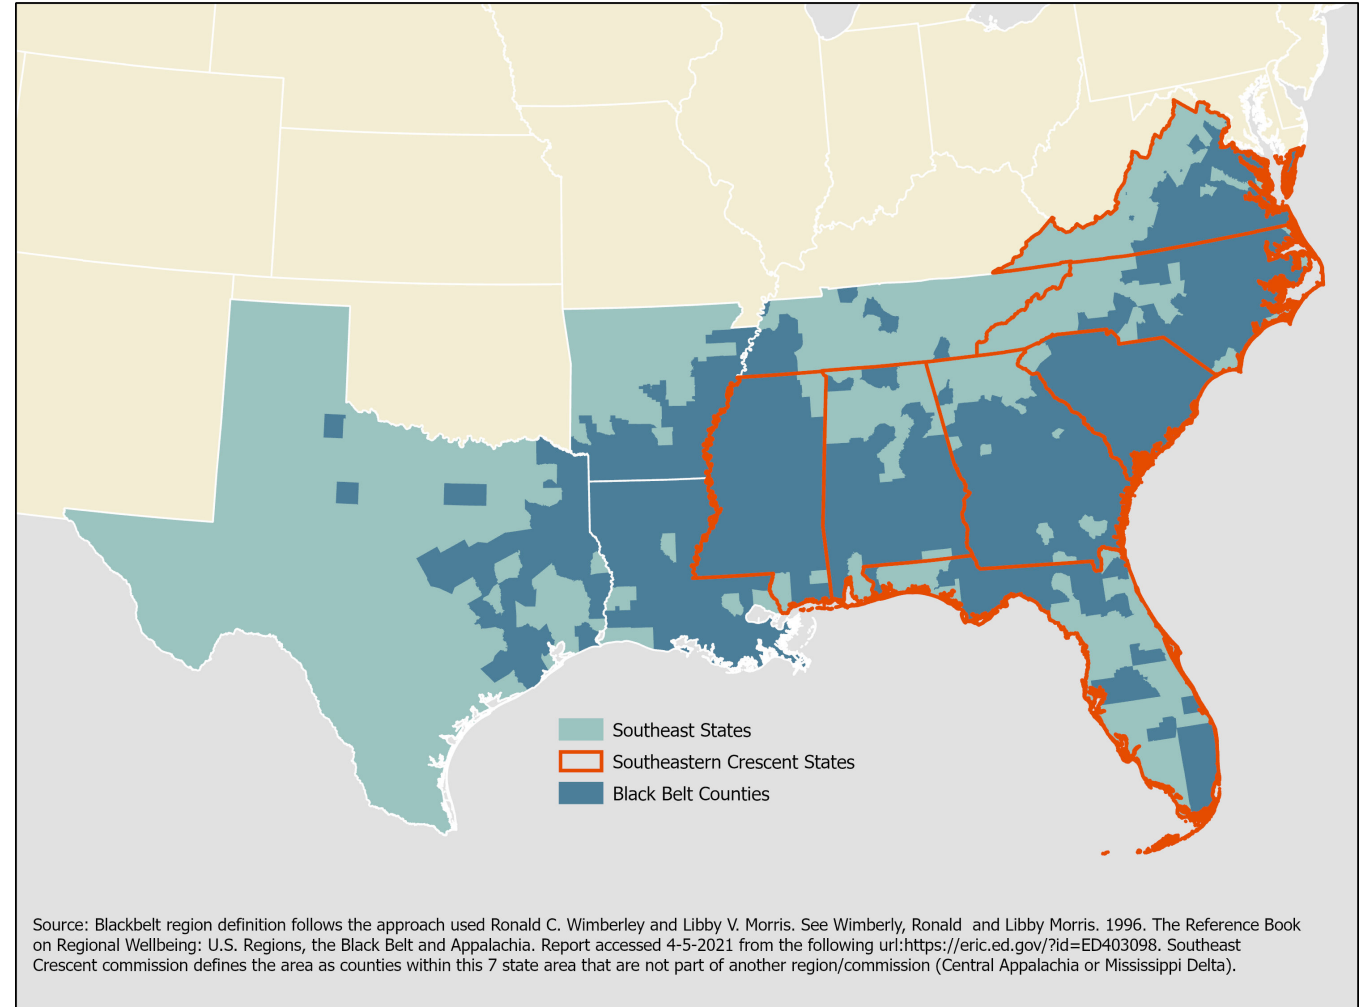 Southeast States
Southeastern Crescent States
Black Belt Counties
Source: Blackbelt region definition follows the approach used Ronald C. Wimberley and Libby V. Morris. See Wimberly, Ronald  and Libby Morris. 1996. The Reference Book
on Regional Wellbeing: U.S. Regions, the Black Belt and Appalachia. Report accessed 4-5-2021 from the following url:https://eric.ed.gov/?id=ED403098. Southeast
Crescent commission defines the area as counties within this 7 state area that are not part of another region/commission (Central Appalachia or Mississippi Delta).